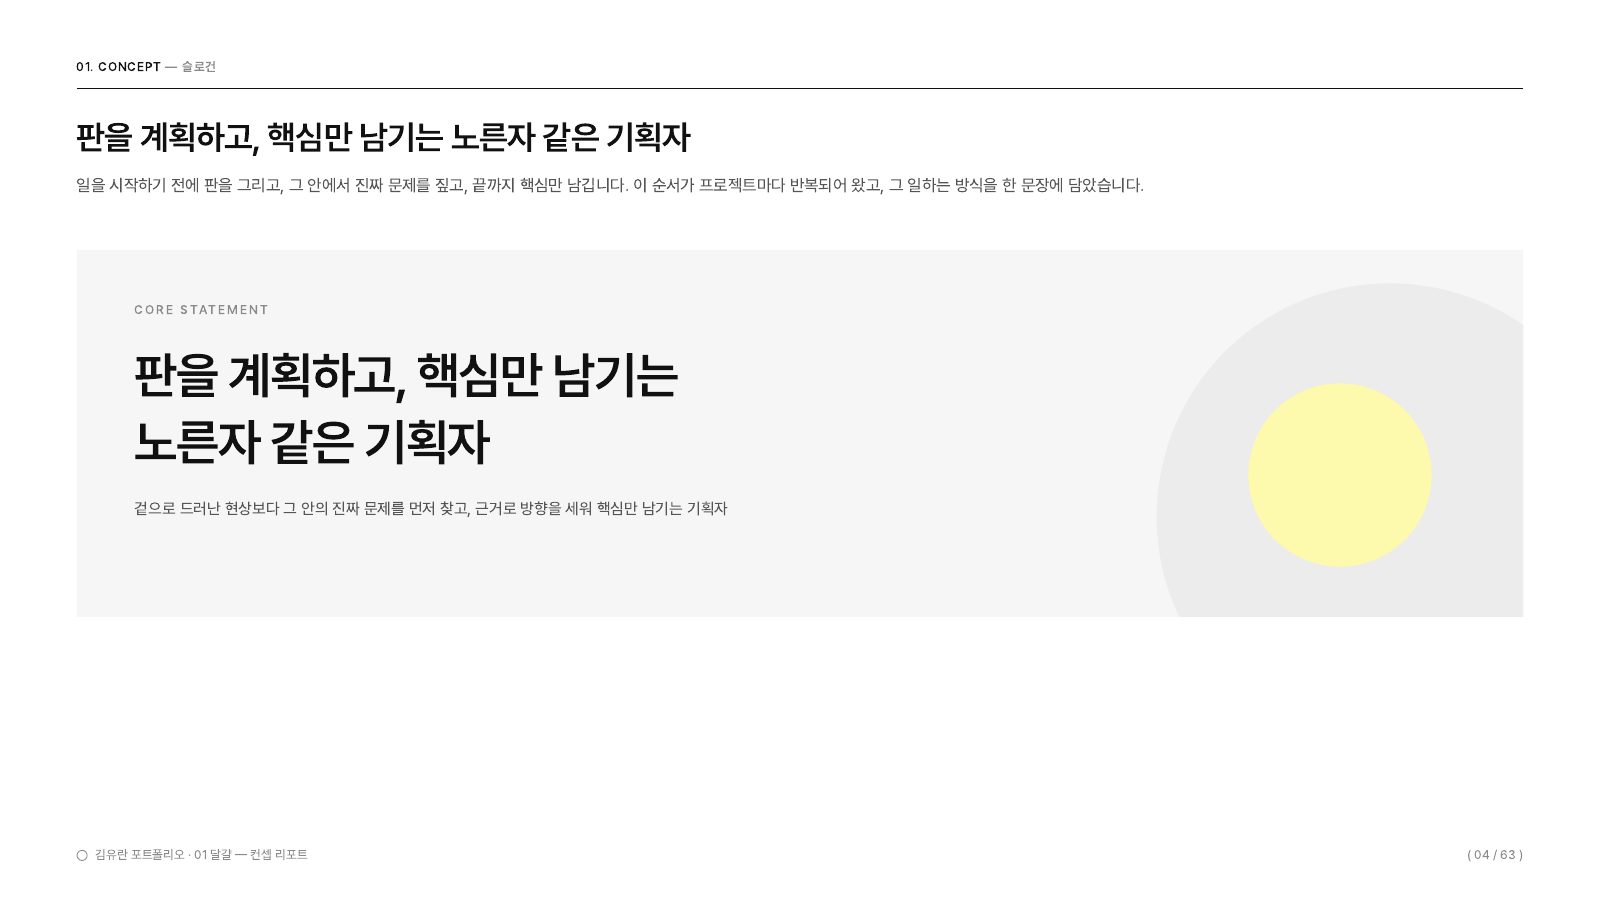 01. CONCEPT — 슬로건
판을 계획하고, 핵심만 남기는 노른자 같은 기획자
일을 시작하기 전에 판을 그리고, 그 안에서 진짜 문제를 짚고, 끝까지 핵심만 남깁니다. 이 순서가 프로젝트마다 반복되어 왔고, 그 일하는 방식을 한 문장에 담았습니다.
CORE STATEMENT
판을 계획하고, 핵심만 남기는
노른자 같은 기획자
겉으로 드러난 현상보다 그 안의 진짜 문제를 먼저 찾고, 근거로 방향을 세워 핵심만 남기는 기획자
김유란 포트폴리오 · 01 달걀 — 컨셉 리포트
( 04 / 63 )